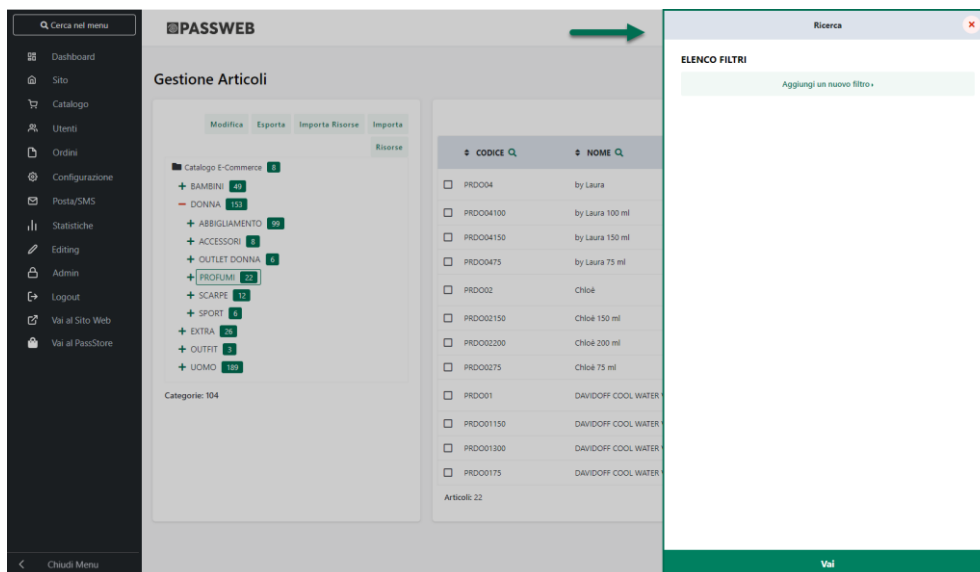 Cerca nel menu
Dashboard
Sito
Catalogo
Utenti
Ordini
Configurazione
Posta/SMS
Statistiche
Editing
Admin
Logout
Vai al Sito Web
Vai al PassStore
Chiudi Menu
PASSWEB
Gestione Articoli
Modifica Esporta Importa Risorse Importa
Risorse
Catalogo E-Commerce 8
BAMBINI 49
DONNA 153
ABBIGLIAMENTO 99
ACCESSORI 8
OUTLET DONNA 6
PROFUMI 22
SCARPE 12
SPORT 6
EXTRA 26
OUTFIT 3
UOMO 189
Categorie: 104
CODICE NOME
PRDO04 by Laura
PRDO04100 by Laura 100 ml
PRDO04150 by Laura 150 ml
PRDO0475 by Laura 75 ml
PRDO02 Chloé
PRDO02150 Chloé 150 ml
PRDO02200 Chloé 200 ml
PRDO0275 Chloé 75 ml
PRDO01 DAVIDOFF COOL WATER
PRDO01150 DAVIDOFF COOL WATER
PRDO01300 DAVIDOFF COOL WATER
PRDO0175 DAVIDOFF COOL WATER
Articoli: 22
Ricerca
ELENCO FILTRI
Aggiungi un nuovo filtro ›
Vai